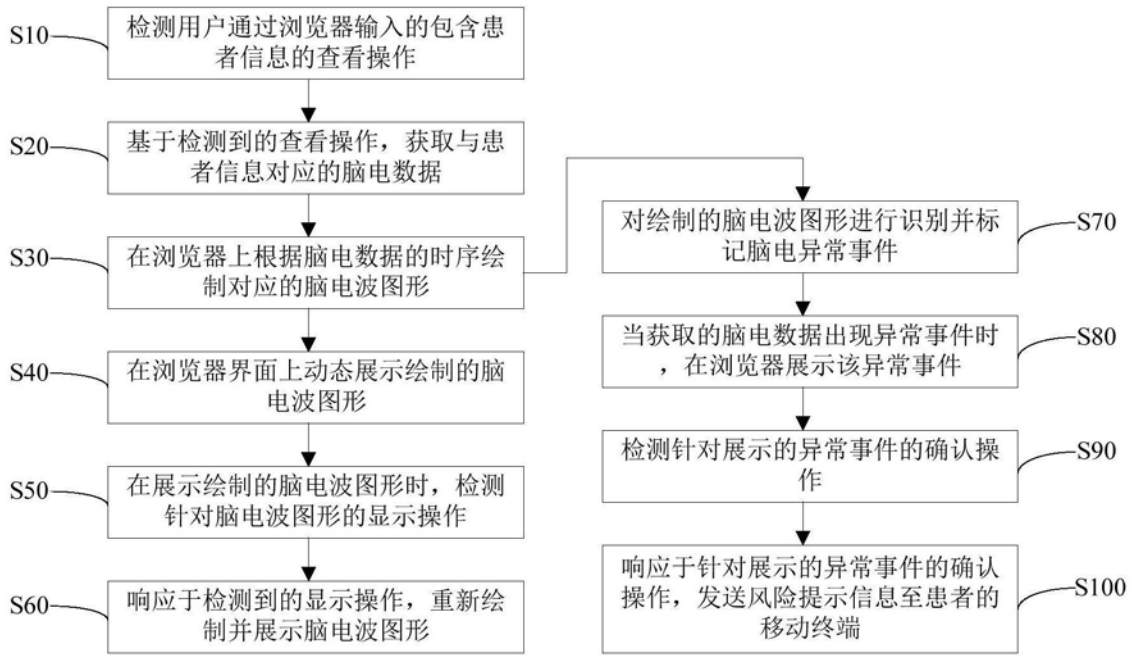 S10
检测用户通过浏览器输入的包含患
者信息的查看操作
S20
基于检测到的查看操作，获取与患
者信息对应的脑电数据
S30
在浏览器上根据脑电数据的时序绘
制对应的脑电波图形
S40
在浏览器界面上动态展示绘制的脑
电波图形
S50
在展示绘制的脑电波图形时，检测
针对脑电波图形的显示操作
S60
响应于检测到的显示操作，重新绘
制并展示脑电波图形
对绘制的脑电波图形进行识别并标
记脑电异常事件
S70
当获取的脑电数据出现异常事件时
，在浏览器展示该异常事件
S80
检测针对展示的异常事件的确认操
作
S90
响应于针对展示的异常事件的确认
操作，发送风险提示信息至患者的
移动终端
S100